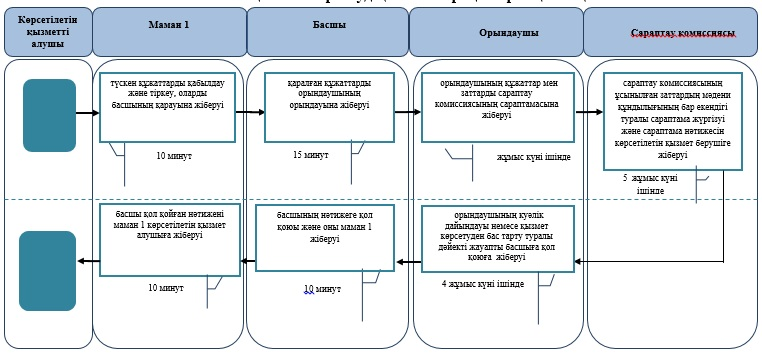 Көрсетілетін
қызметті
алушы
Маман 1
Басшы
Орындаушы
Сараптау комиссиясы
түскен құжаттарды қабылдау
және тіркеу, оларды
басшының қарауына жіберуі
10 минут
қаралған құжаттарды
орындаушының
орындауына жіберуі
15 минут
орындаушының құжаттар мен
заттарды сараптау
комиссиясының сараптамасына
жіберуі
жұмыс күні ішінде
сараптау комиссиясының
ұсынылған заттардың мәдени
құндылығының бар екендігі
туралы сараптама жүргізуі
және сараптама нәтижесін
көрсетілетін қызмет берушіге
жіберуі
5 жұмыс күні
ішінде
басшы қол қойған нәтижені
маман 1 көрсетілетін қызмет
алушыға жіберуі
10 минут
басшының нәтижеге қол
қоюы және оны маман 1
жіберуі
10 минут
орындаушының куәлік
дайындауы немесе қызмет
көрсетуден бас тарту туралы
дәйекті жауапты басшыға қол
қоюға жіберуі
4 жұмыс күні ішінде